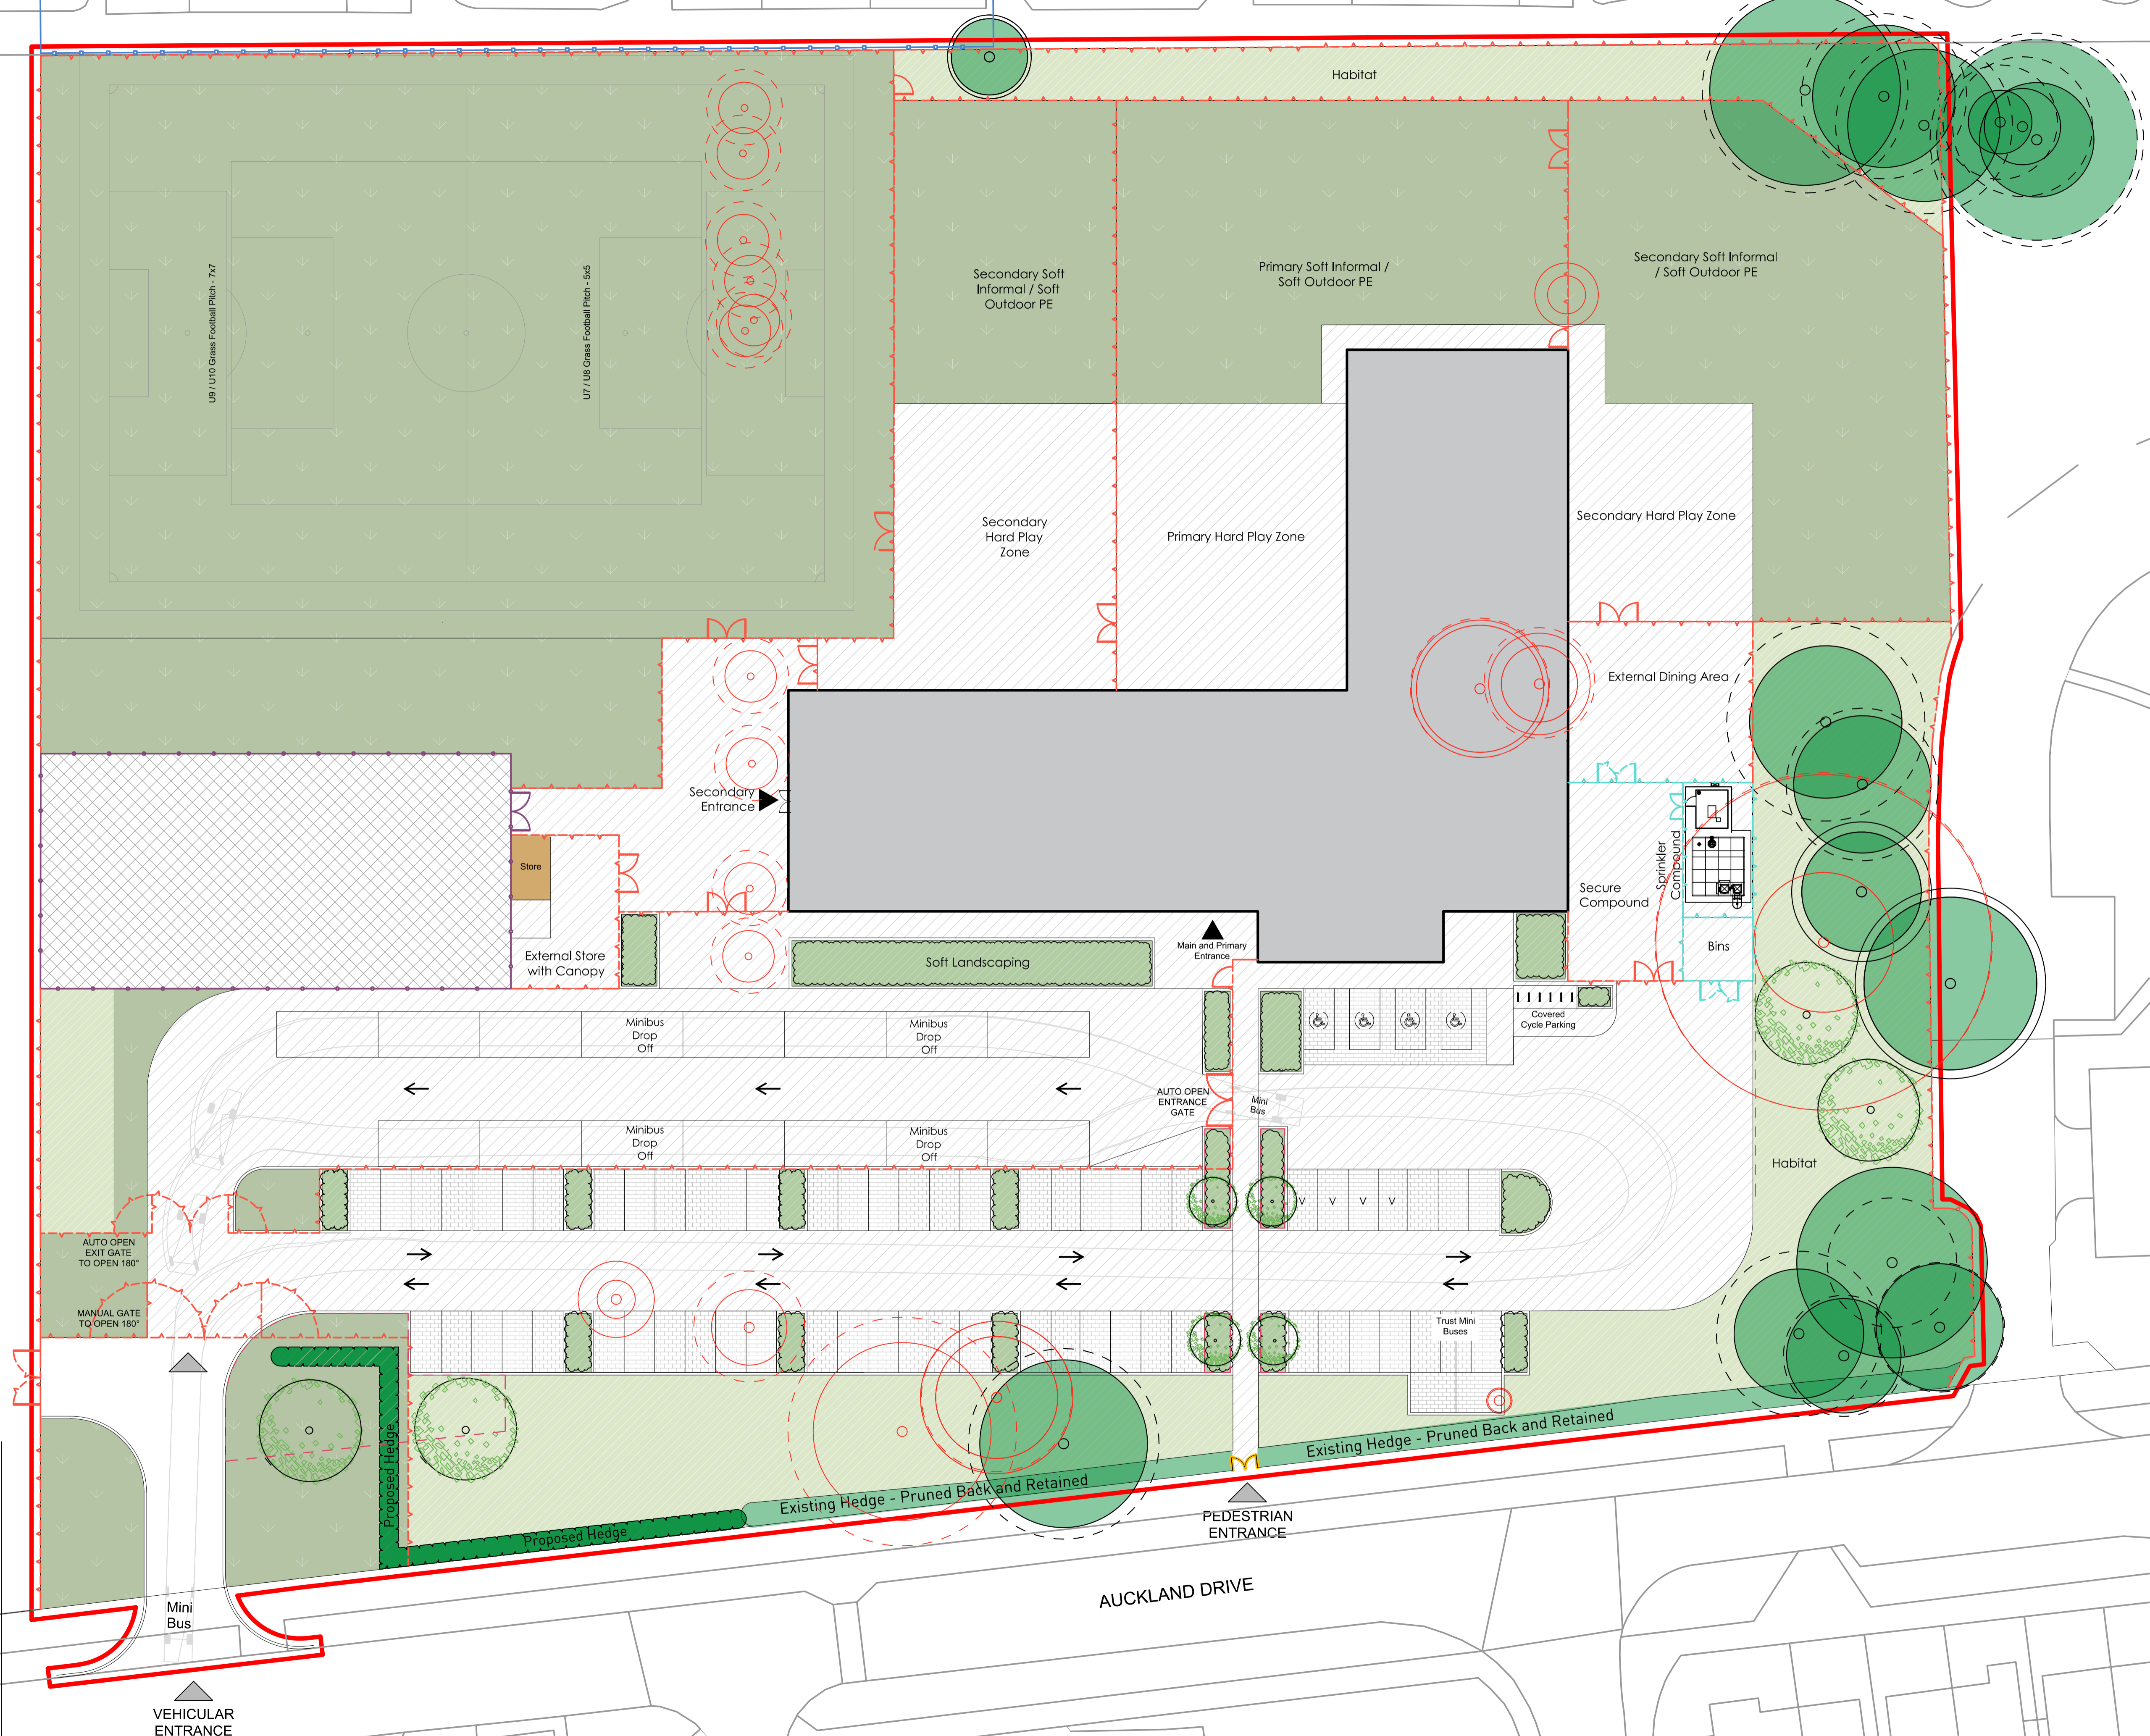 Habitat
U9 / U10 Grass Football Pitch - 7x7
U7 / U8 Grass Football Pitch - 5x5
Secondary Soft
Informal / Soft
Outdoor PE
Primary Soft Informal /
Soft Outdoor PE
Secondary Soft Informal
/ Soft Outdoor PE
Secondary
Hard Play
Zone
Primary Hard Play Zone
Secondary Hard Play Zone
External Dining Area
Secondary
Entrance
Store
External Store
with Canopy
Soft Landscaping
Main and Primary
Entrance
Secure
Compound
Sprinkler
Compound
Bins
Covered
Cycle Parking
Minibus
Drop
Off
Minibus
Drop
Off
AUTO OPEN
ENTRANCE
GATE
Mini
Bus
Minibus
Drop
Off
Minibus
Drop
Off
Habitat
V V V V
AUTO OPEN
EXIT GATE
TO OPEN 180°
MANUAL GATE
TO OPEN 180°
Trust Mini
Buses
Proposed Hedge
Proposed Hedge
Existing Hedge - Pruned Back and Retained
Existing Hedge - Pruned Back and Retained
PEDESTRIAN
ENTRANCE
AUCKLAND DRIVE
Mini
Bus
VEHICULAR
ENTRANCE